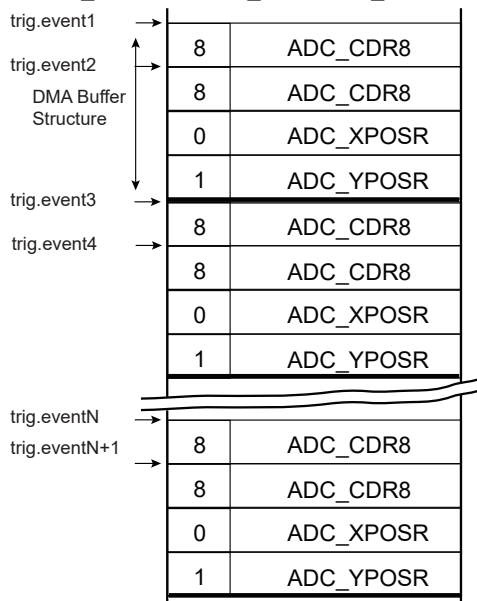 trig.event1
8 ADC_CDR8
trig.event2
DMA Buffer
Structure
8 ADC_CDR8
0 ADC_XPOSR
1 ADC_YPOSR
trig.event3
8 ADC_CDR8
trig.event4
8 ADC_CDR8
0 ADC_XPOSR
1 ADC_YPOSR
trig.eventN
8 ADC_CDR8
trig.eventN+1
8 ADC_CDR8
0 ADC_XPOSR
1 ADC_YPOSR